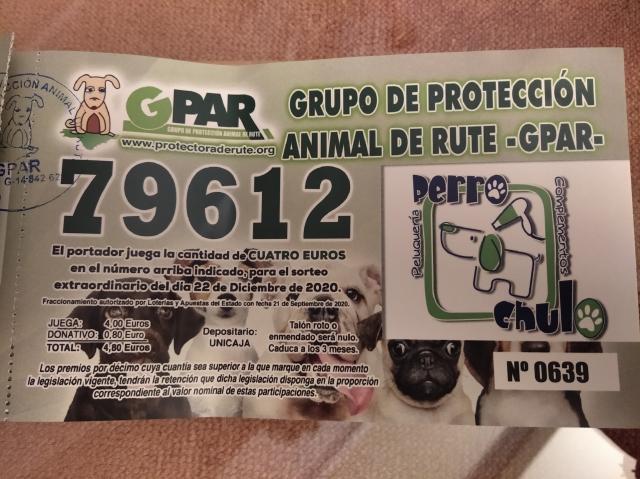 CCIÓN ANIMAL
GPAR
GPAR
GRUPO DE PROTECCIÓN ANIMAL DE RUTE
www.protectoraderute.org
GRUPO DE PROTECCIÓN
ANIMAL DE RUTE -GPAR-
79612
El portador juega la cantidad de CUATRO EUROS
en el número arriba indicado, para el sorteo
extraordinario del día 22 de Diciembre de 2020.
Fraccionamiento autorizado por Loterías y Apuestas del Estado con fecha 21 de Septiembre de 2020.
JUEGA: 4,00 Euros
DONATIVO: 0,80 Euro
TOTAL: 4,80 Euros
Depositario:
UNICAJA
Talón roto o
enmendado será nulo.
Caduca a los 3 meses.
Los premios por décimo cuya cuantía sea superior a la que marque en cada momento
la legislación vigente, tendrán la retención que dicha legislación disponga en la proporción
correspondiente al valor nominal de estas participaciones.
perro
Peluquería
Complementos
chulo
Nº 0639